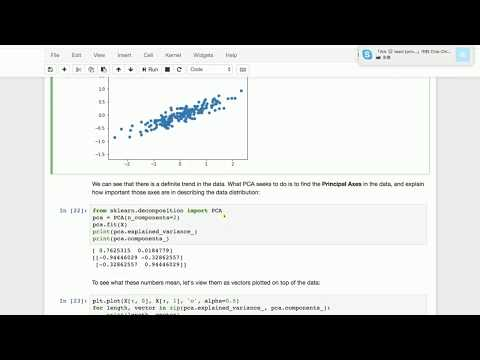 File Edit View Insert Cell Kernel Widgets Help
Run Code
1.5
1.0
0.5
0.0
−0.5
−1.0
−1.5
−2 −1 0 1 2
We can see that there is a definite trend in the data. What PCA seeks to do is to find the Principal Axes in the data, and explain
how important those axes are in describing the data distribution:
In [22]: from sklearn.decomposition import PCA
pca = PCA(n_components=2)
pca.fit(X)
print(pca.explained_variance_)
print(pca.components_)
[ 0.7625315 0.0184779]
[[-0.94446029 -0.32862557]
[-0.32862557 0.94446029]]
To see what these numbers mean, let's view them as vectors plotted on top of the data:
In [23]: plt.plot(X[:, 0], X[:, 1], 'o', alpha=0.5)
for length, vector in zip(pca.explained_variance_, pca.components_):